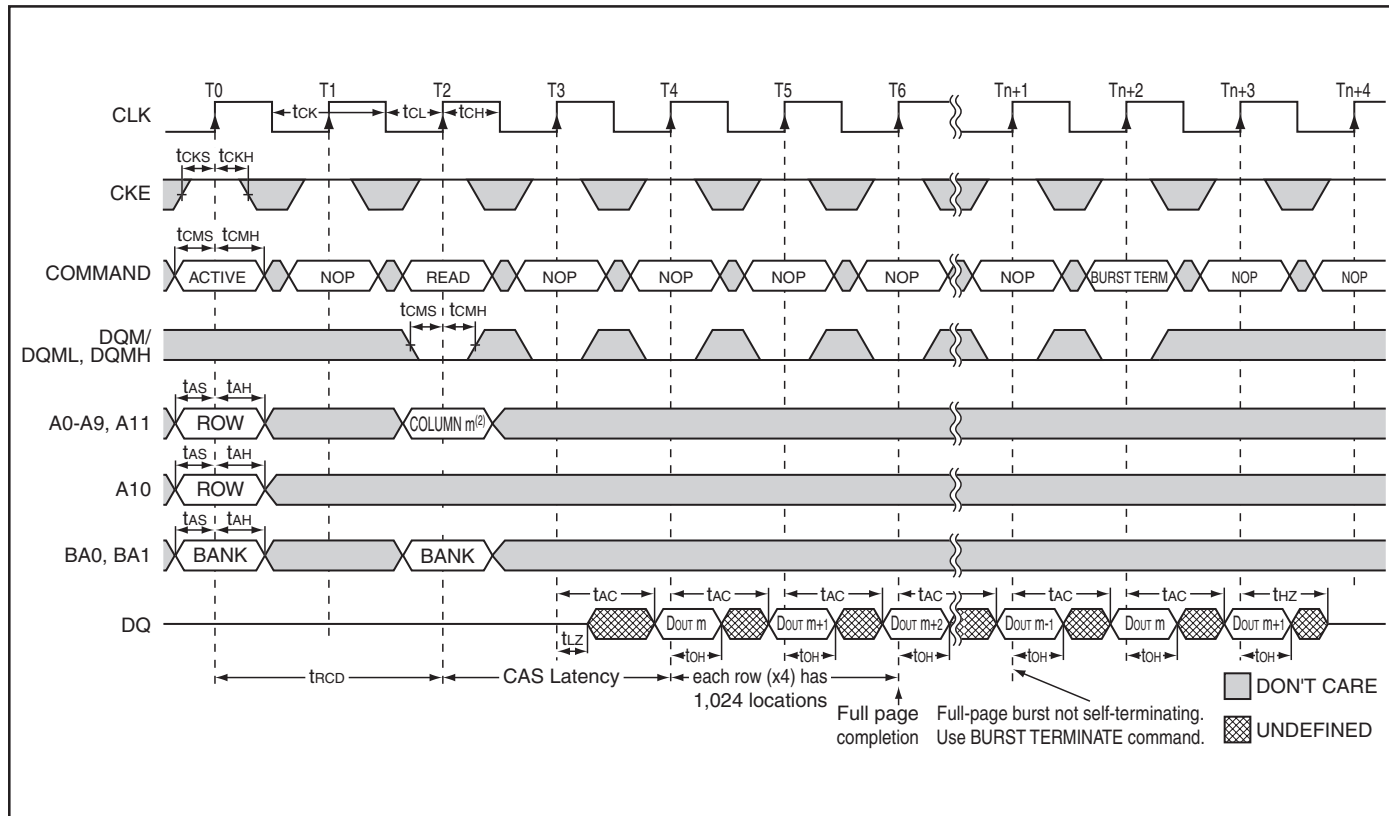 T0 T1 T2 T3 T4 T5 T6 Tn+1 Tn+2 Tn+3 Tn+4
CLK tCK tCL tCH
tCKS tCKH
CKE
tCMS tCMH
COMMAND ACTIVE NOP READ NOP NOP NOP NOP NOP BURST TERM NOP NOP
tCMS tCMH
DQM/
DQML, DQMH
tAS tAH
A0-A9, A11 ROW COLUMN m(2)
tAS tAH
A10 ROW
tAS tAH
BA0, BA1 BANK BANK
tAC tAC tAC tAC tAC tAC tHZ
DQ DOUT m DOUT m+1 DOUT m+2 DOUT m-1 DOUT m DOUT m+1
tLZ tOH tOH tOH tOH tOH tOH
tRCD CAS Latency each row (x4) has
1,024 locations
DON'T CARE
Full page
completion
Full-page burst not self-terminating.
Use BURST TERMINATE command.
UNDEFINED